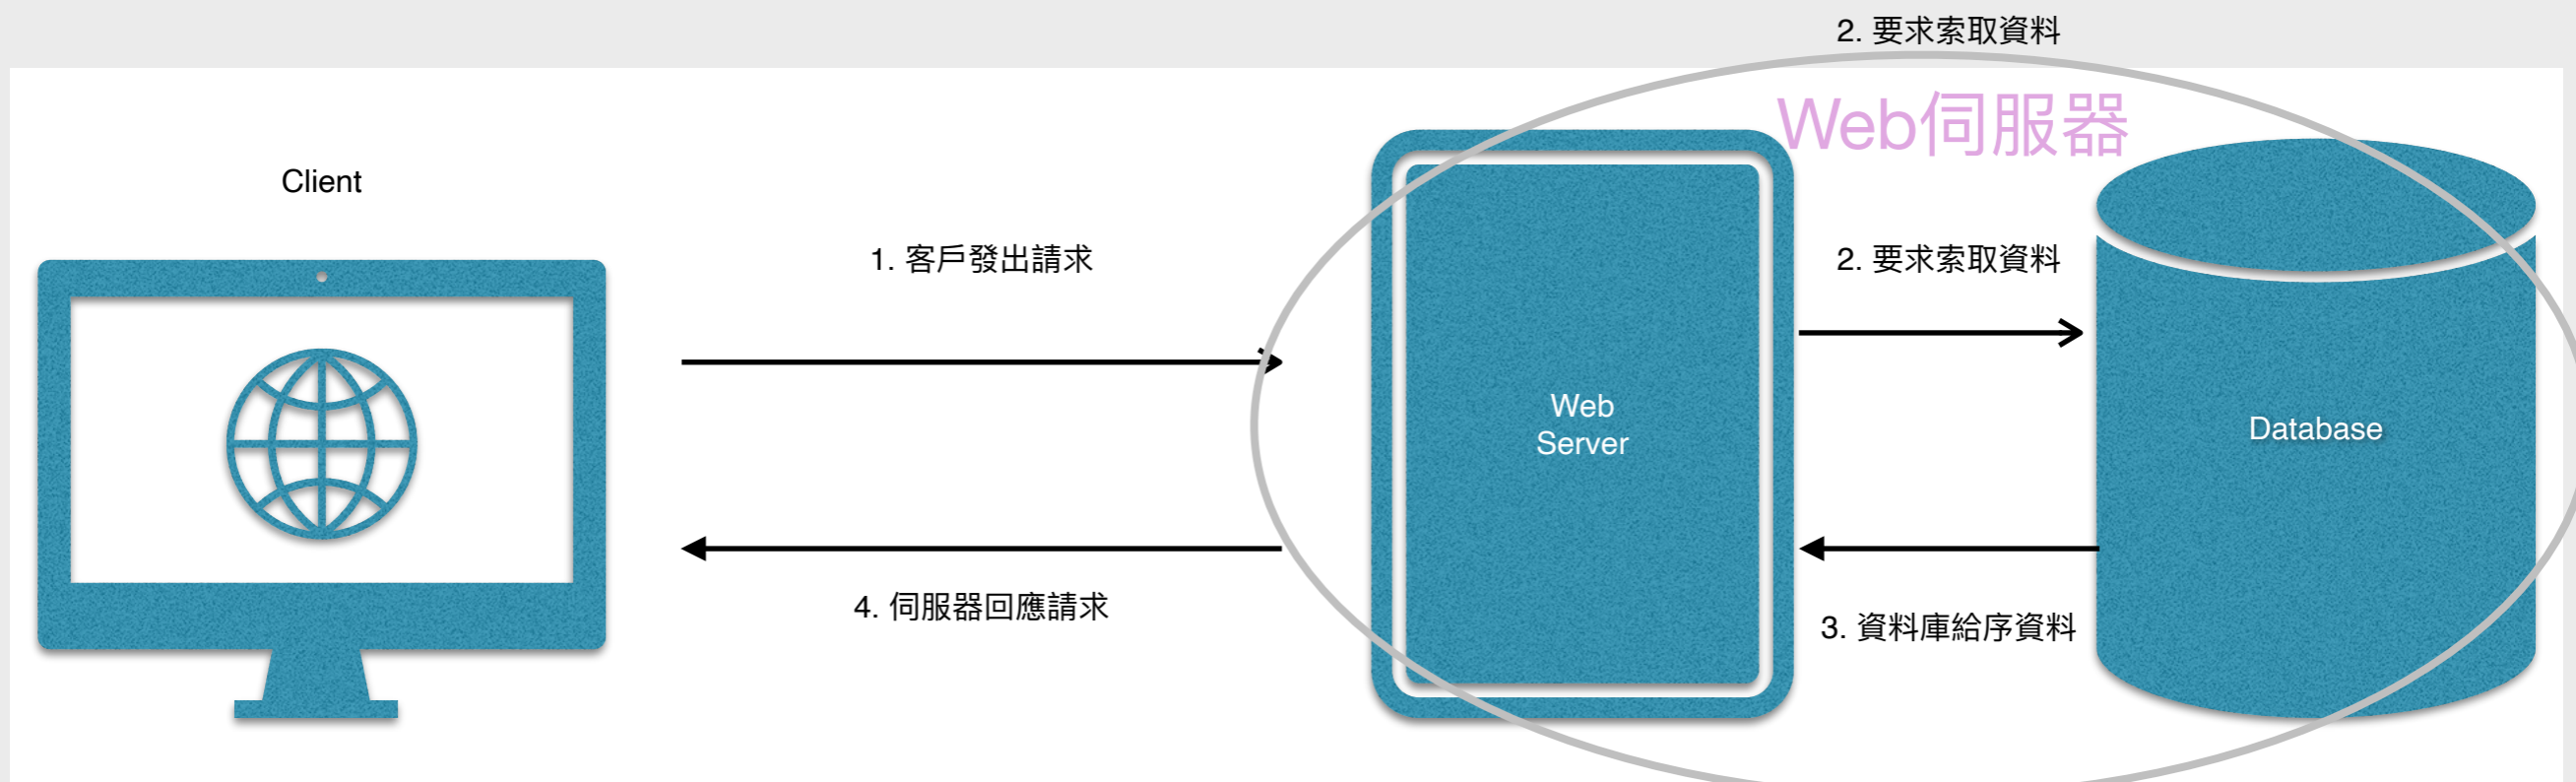 2. 要求索取資料
Web伺服器
Client
1. 客戶發出請求
2. 要求索取資料
Web
Server
Database
4. 伺服器回應請求
3. 資料庫給序資料